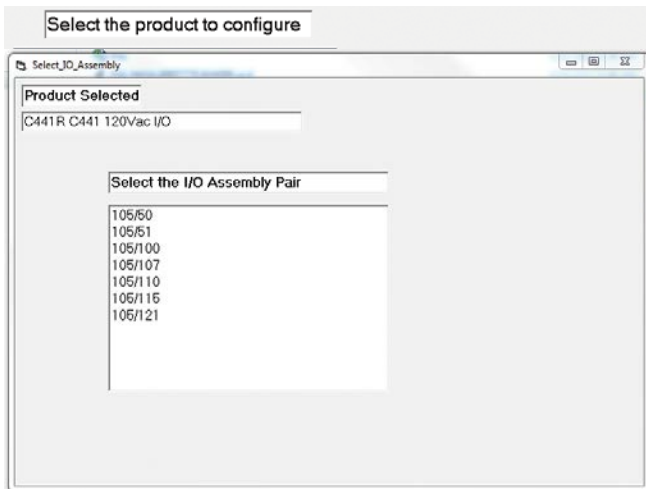 Select the product to configure
Select_IO_Assembly
Product Selected
C441R C441 120Vac I/O
Select the I/O Assembly Pair
105/50
105/51
105/100
105/107
105/110
105/115
105/121